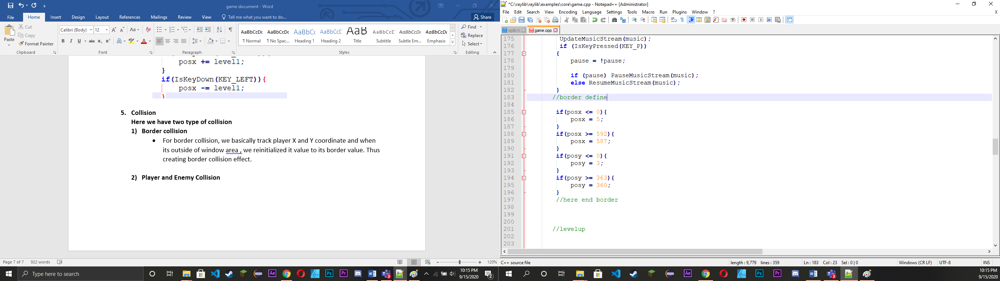 game document - Word
File Home Insert Design Layout References Mailings Review View Tell me what you want to do... Share
Paste
Cut
Copy
Format Painter
Clipboard
Calibri (Body) 12
Font
Paragraph
AaBbCcDc AaBbCcDc AaBbC( AaBbCcC AaB AaBbCcD AaBbCcDc AaBbCcDc
¶ Normal ¶ No Spac... Heading 1 Heading 2 Title Subtitle Subtle Em... Emphasis
Styles
Find
Replace
Select
Editing
posx += level1;
}
if(IsKeyDown(KEY_LEFT)){
posx -= level1;
}
5. Collision
Here we have two type of collision
1) Border collision
• For border collision, we basically track player X and Y coordinate and when
its outside of window area , we reinitialized it value to its border value. Thus
creating border collision effect.
2) Player and Enemy Collision
Page 7 of 7 922 words 120%
Type here to search
10:15 PM
9/15/2020
*C:\raylib\raylib\examples\core\game.cpp - Notepad++ [Administrator]
File Edit Search View Encoding Language Settings Tools Macro Run Plugins Window ? X
raylib.h game.cpp
175 UpdateMusicStream(music);
176 if (IsKeyPressed(KEY_P))
177 {
178 pause = !pause;
179
180 if (pause) PauseMusicStream(music);
181 else ResumeMusicStream(music);
182 }
183 //border define
184
185 if(posx <= 0){
186 posx = 5;
187 }
188 if(posx >= 592){
189 posx = 587;
190 }
191 if(posy <= 0){
192 posy = 3;
193 }
194 if(posy >= 363){
195 posy = 360;
196 }
197 //here end border
198
199
200
201 //levelup
202
203
C++ source file length : 9,779 lines : 359 Ln : 183 Col : 23 Sel : 0 | 0 Windows (CR LF) UTF-8 INS
10:15 PM
9/15/2020